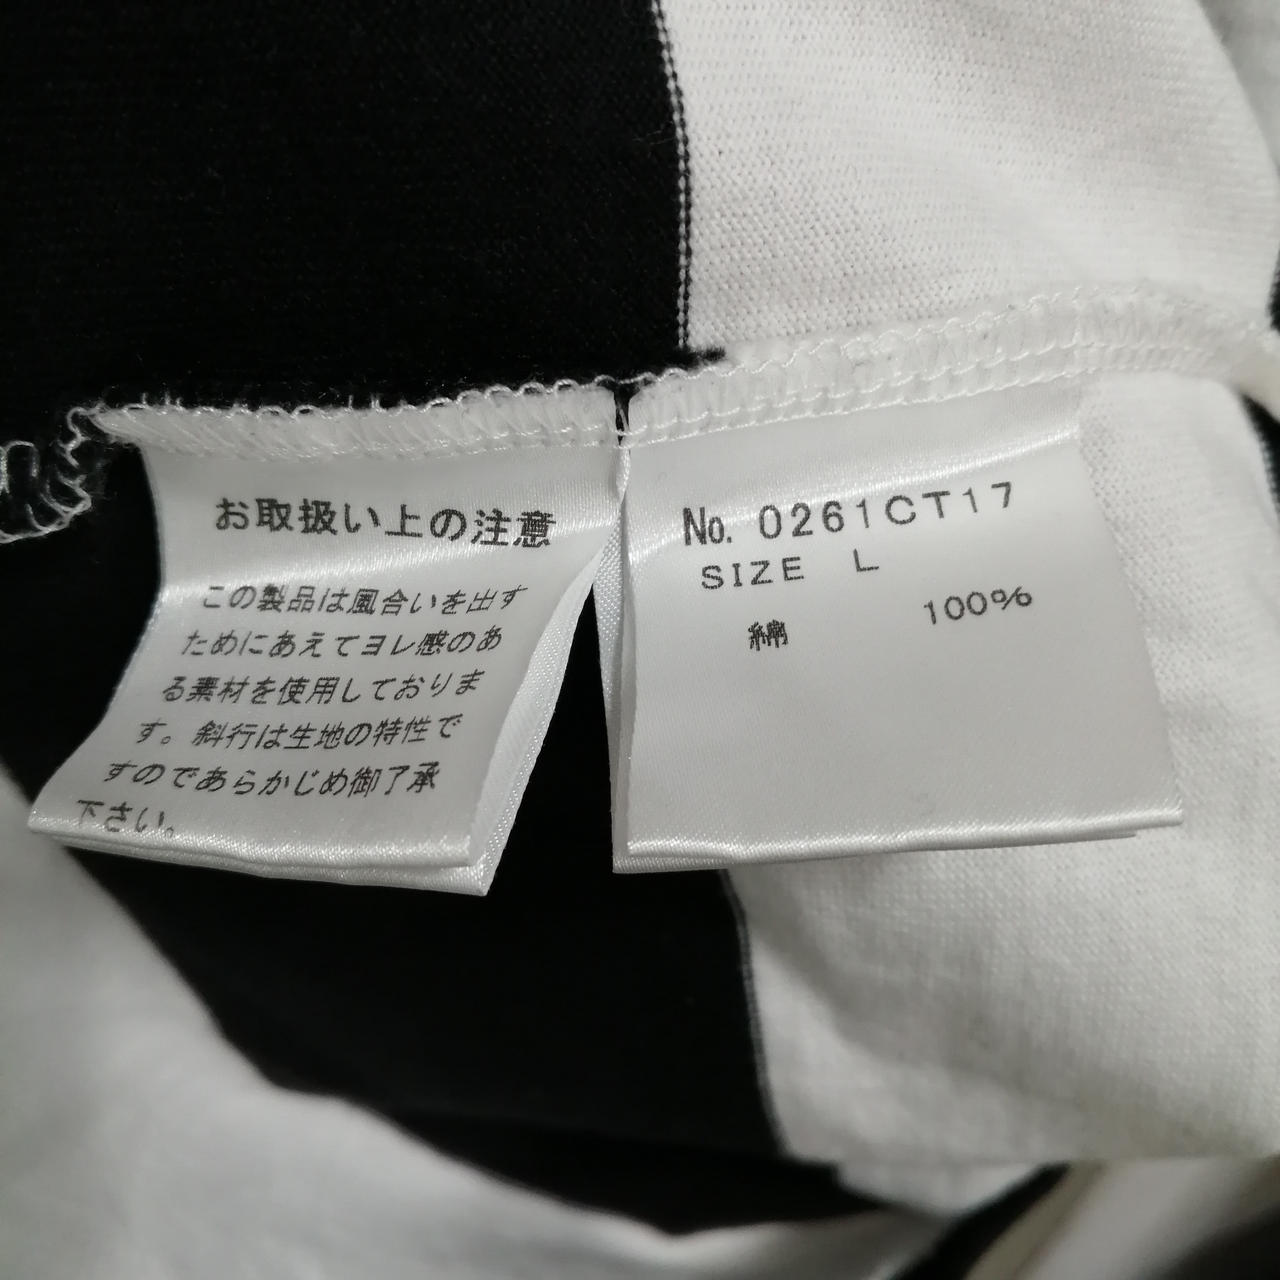 お取扱い上の注意
この製品は風合いを出す
ためにあえてヨレ感のあ
る素材を使用しておりま
す。斜行は生地の特性で
すのであらかじめ御了承
下さい。
No. 0261CT17
SIZE L
綿 100%